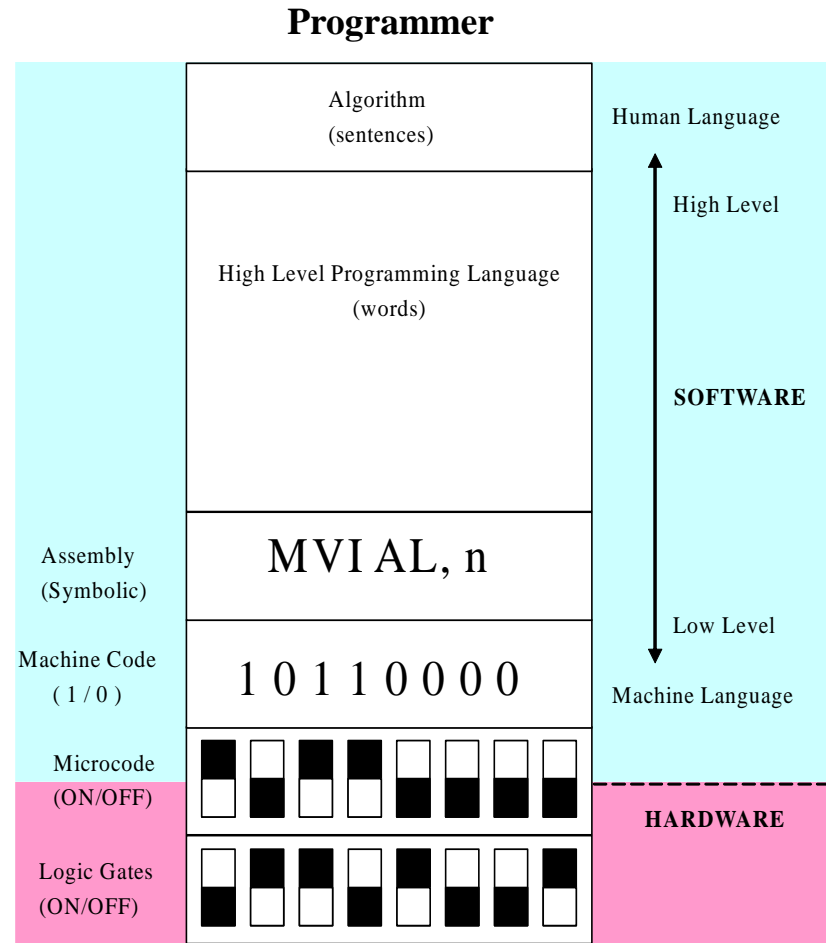 Programmer
Algorithm
(sentences)
Human Language
High Level
High Level Programming Language
(words)
SOFTWARE
Assembly
(Symbolic)
MVI AL, n
Low Level
Machine Code
( 1 / 0 )
1 0 1 1 0 0 0 0
Machine Language
Microcode
(ON/OFF)
HARDWARE
Logic Gates
(ON/OFF)